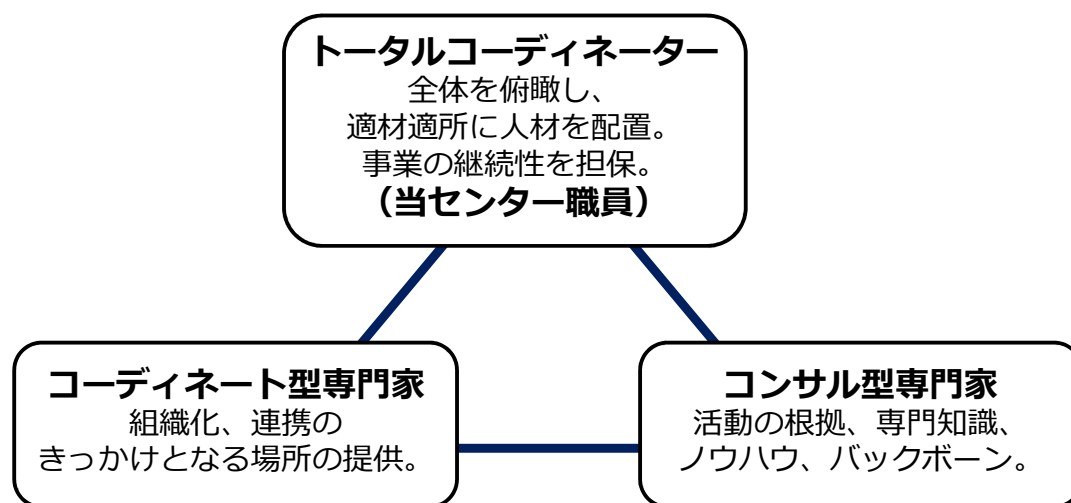 トータルコーディネーター
全体を俯瞰し、
適材適所に人材を配置。
事業の継続性を担保。
（当センター職員）
コーディネート型専門家
組織化、連携の
きっかけとなる場所の提供。
コンサル型専門家
活動の根拠、専門知識、
ノウハウ、バックボーン。